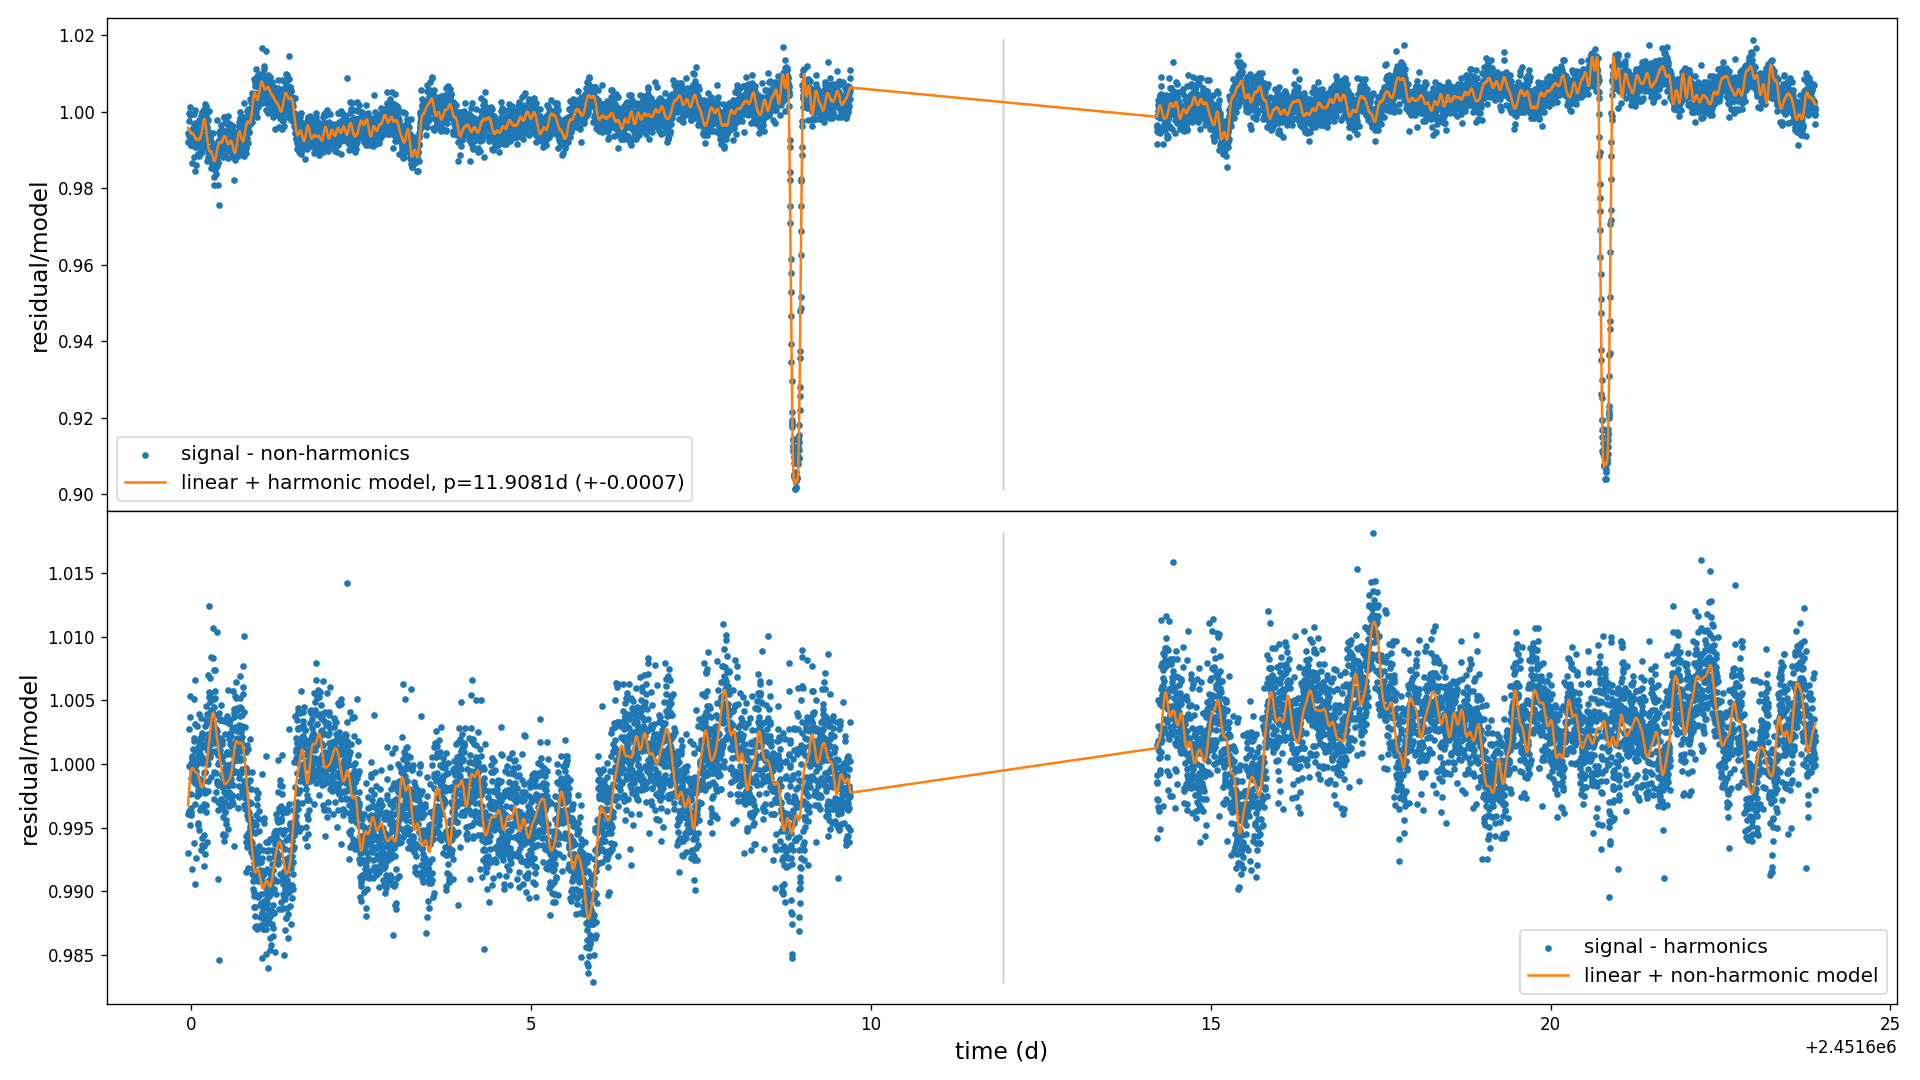 1.02
1.00
0.98
0.96
0.94
0.92
0.90
residual/model
signal - non-harmonics
linear + harmonic model, p=11.9081d (+-0.0007)
1.015
1.010
1.005
1.000
0.995
0.990
0.985
residual/model
signal - harmonics
linear + non-harmonic model
0 5 10 15 20 25
time (d)
+2.4516e6